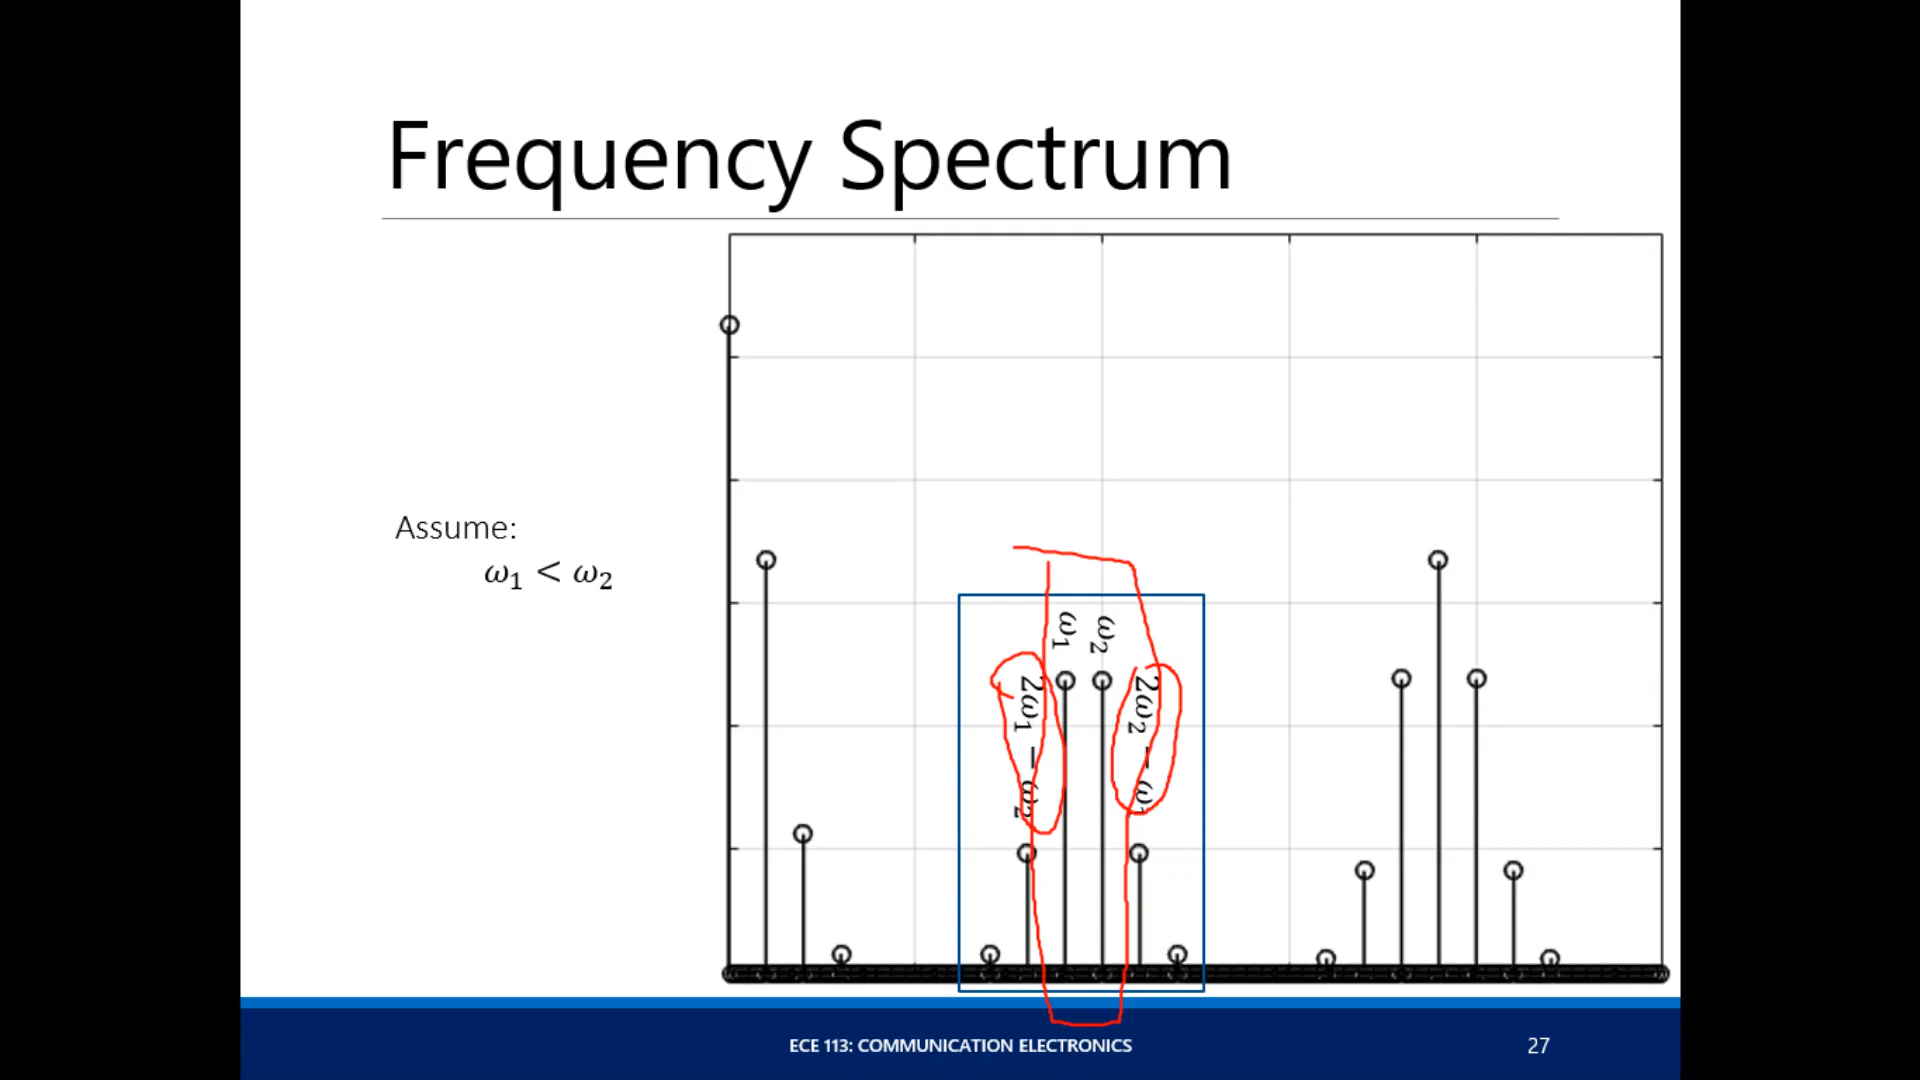 Frequency Spectrum
Assume:
ω₁ < ω₂
ω₁
ω₂
2ω₁ − ω₂
2ω₂ − ω₁
ECE 113: COMMUNICATION ELECTRONICS
27